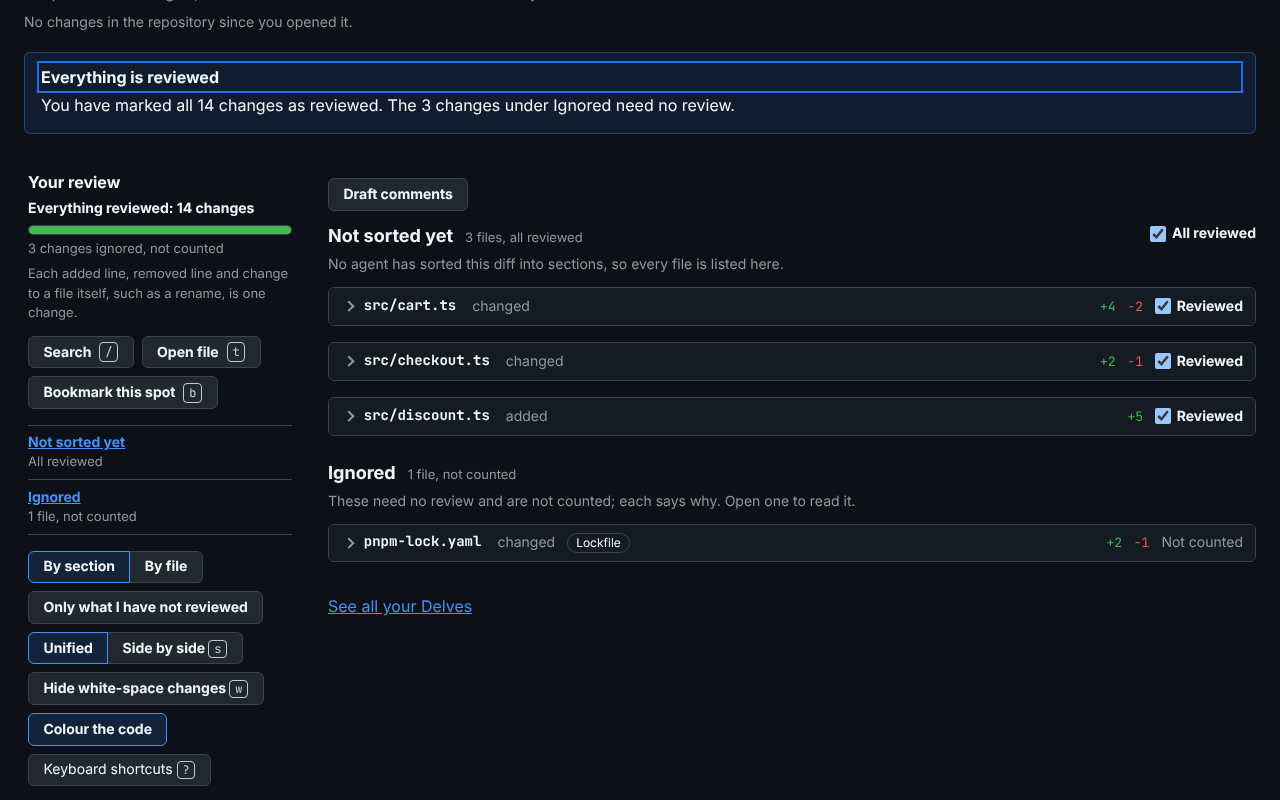 No changes in the repository since you opened it.
Everything is reviewed
You have marked all 14 changes as reviewed. The 3 changes under Ignored need no review.
Your review
Everything reviewed: 14 changes
3 changes ignored, not counted
Each added line, removed line and change
to a file itself, such as a rename, is one
change.
Search /
Open file t
Bookmark this spot b
Not sorted yet
All reviewed
Ignored
1 file, not counted
By section
By file
Only what I have not reviewed
Unified
Side by side s
Hide white-space changes w
Colour the code
Keyboard shortcuts ?
Draft comments
Not sorted yet 3 files, all reviewed
All reviewed
No agent has sorted this diff into sections, so every file is listed here.
src/cart.ts changed +4 -2 Reviewed
src/checkout.ts changed +2 -1 Reviewed
src/discount.ts added +5 Reviewed
Ignored 1 file, not counted
These need no review and are not counted; each says why. Open one to read it.
pnpm-lock.yaml changed Lockfile +2 -1 Not counted
See all your Delves